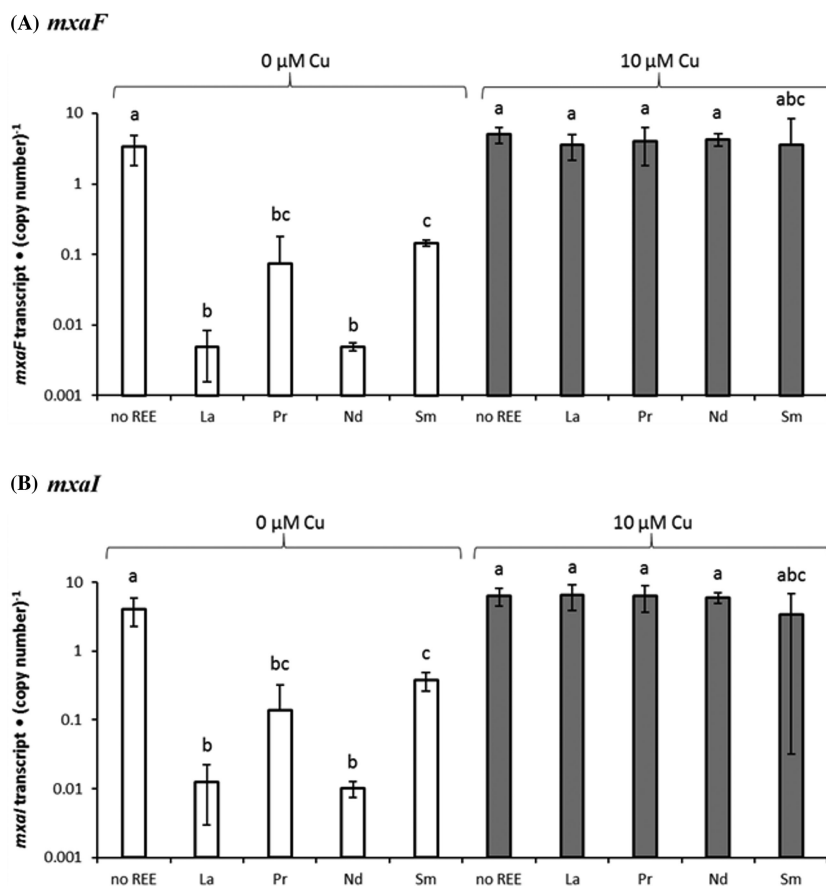 (A) mxaF
0 μM Cu 10 μM Cu
a b bc b c a a a a abc
10
1
0.1
0.01
0.001
mxaF transcript • (copy number)⁻¹
no REE La Pr Nd Sm no REE La Pr Nd Sm
(B) mxaI
0 μM Cu 10 μM Cu
a b bc b c a a a a abc
10
1
0.1
0.01
0.001
mxaI transcript • (copy number)⁻¹
no REE La Pr Nd Sm no REE La Pr Nd Sm